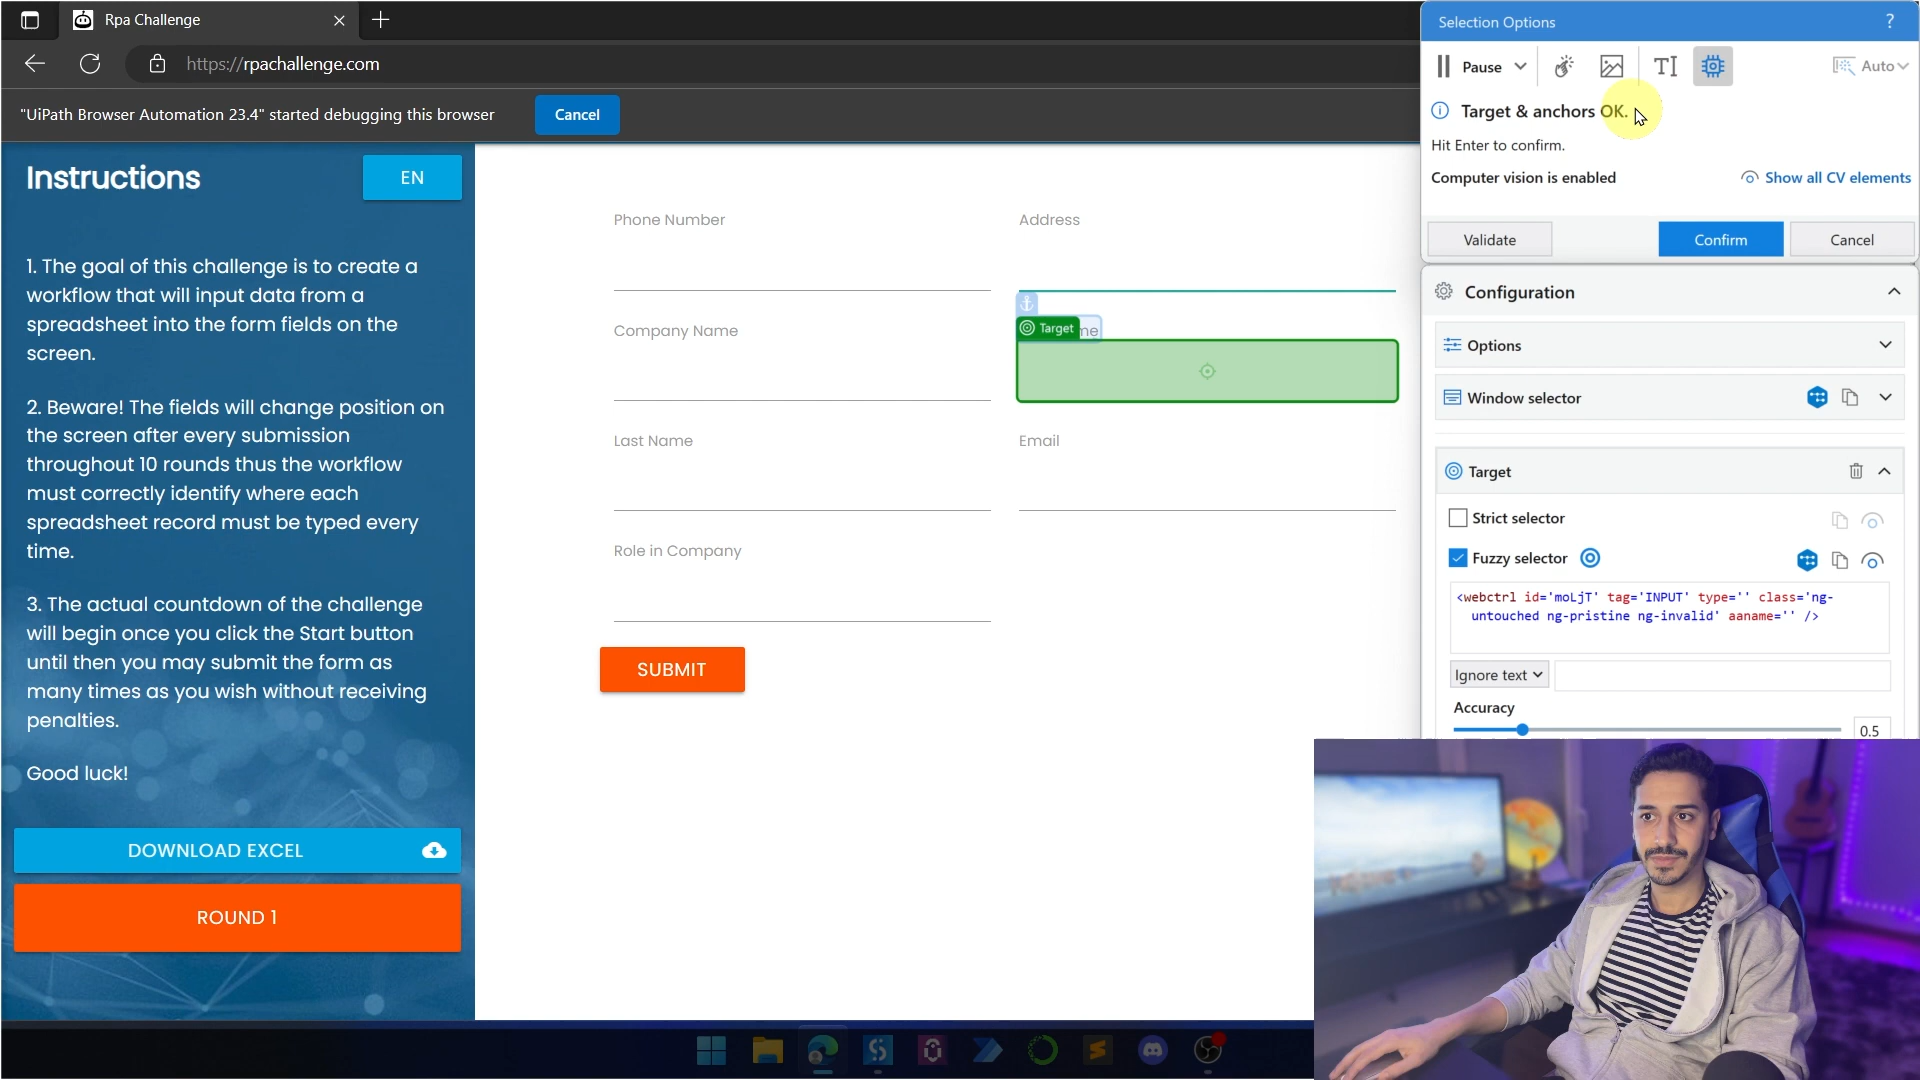 Rpa Challenge
https://rpachallenge.com
"UiPath Browser Automation 23.4" started debugging this browser
Cancel
Instructions
EN
1. The goal of this challenge is to create a
workflow that will input data from a
spreadsheet into the form fields on the
screen.
2. Beware! The fields will change position on
the screen after every submission
throughout 10 rounds thus the workflow
must correctly identify where each
spreadsheet record must be typed every
time.
3. The actual countdown of the challenge
will begin once you click the Start button
until then you may submit the form as
many times as you wish without receiving
penalties.
Good luck!
DOWNLOAD EXCEL
ROUND 1
Phone Number
Address
Company Name
Target
me
Last Name
Email
Role in Company
SUBMIT
Selection Options
?
Pause
Auto
Target & anchors OK.
Hit Enter to confirm.
Computer vision is enabled
Show all CV elements
Validate
Confirm
Cancel
Configuration
Options
Window selector
Target
Strict selector
Fuzzy selector
<webctrl id='moLjT' tag='INPUT' type='' class='ng-
untouched ng-pristine ng-invalid' aaname='' />
Ignore text
Accuracy
0.5